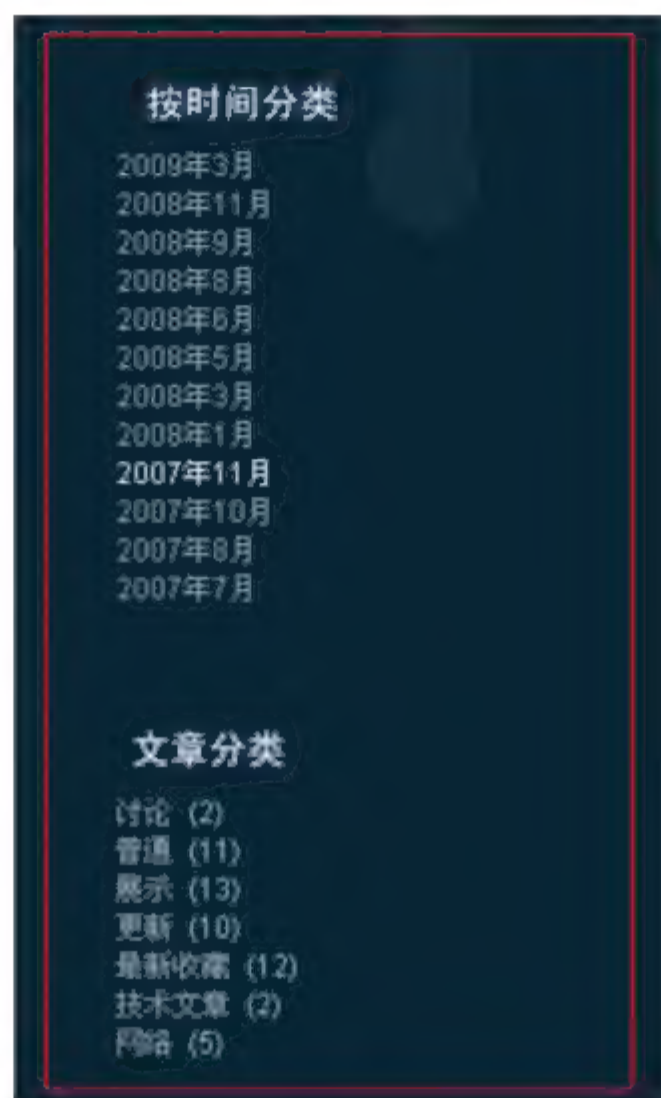 按时间分类
2009年3月
2008年11月
2008年9月
2008年8月
2008年6月
2008年5月
2008年3月
2008年1月
2007年11月
2007年10月
2007年8月
2007年7月
文章分类
讨论 (2)
普通 (11)
展示 (13)
更新 (10)
最新收藏 (12)
技术文章 (2)
网络 (5)